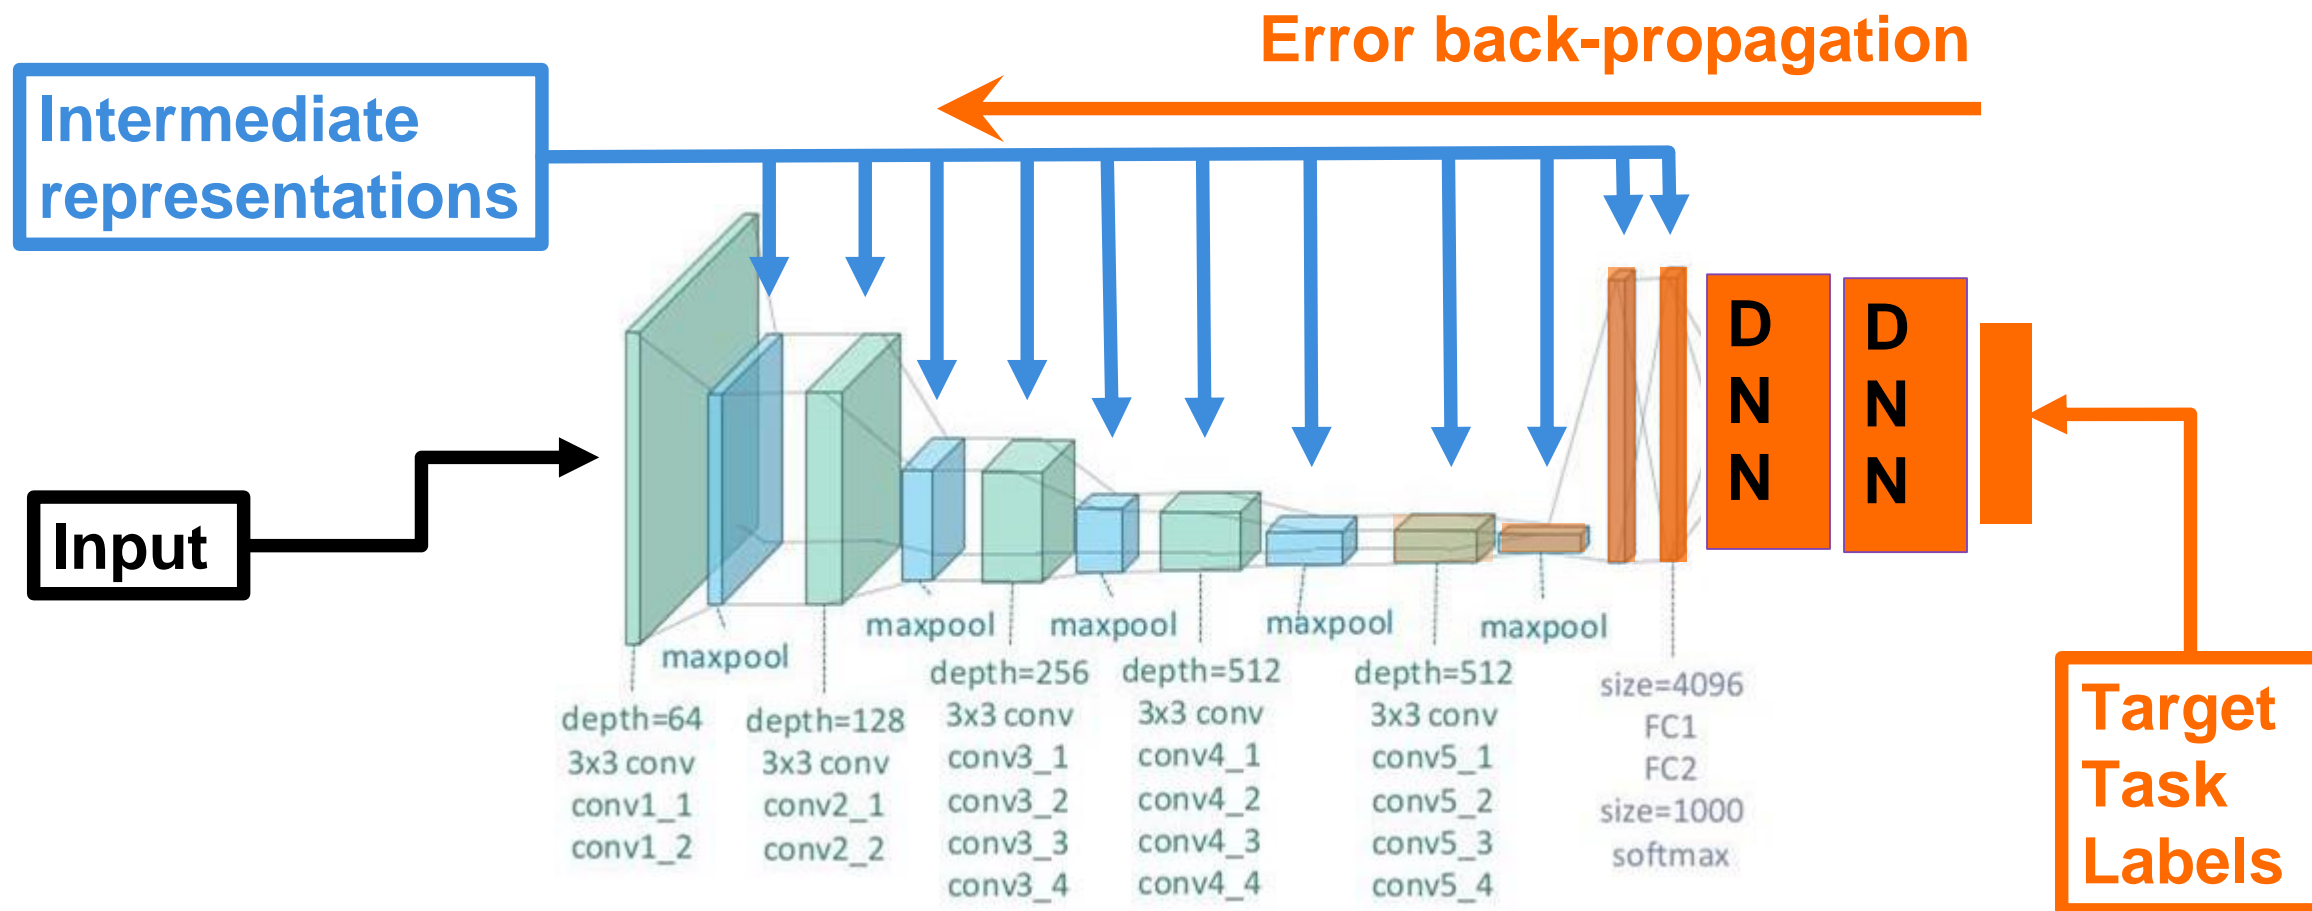 Error back-propagation
Intermediate
representations
Input
D
N
N
D
N
N
maxpool
maxpool
maxpool
maxpool
maxpool
depth=64
3x3 conv
conv1_1
conv1_2
depth=128
3x3 conv
conv2_1
conv2_2
depth=256
3x3 conv
conv3_1
conv3_2
conv3_3
conv3_4
depth=512
3x3 conv
conv4_1
conv4_2
conv4_3
conv4_4
depth=512
3x3 conv
conv5_1
conv5_2
conv5_3
conv5_4
size=4096
FC1
FC2
size=1000
softmax
Target
Task
Labels